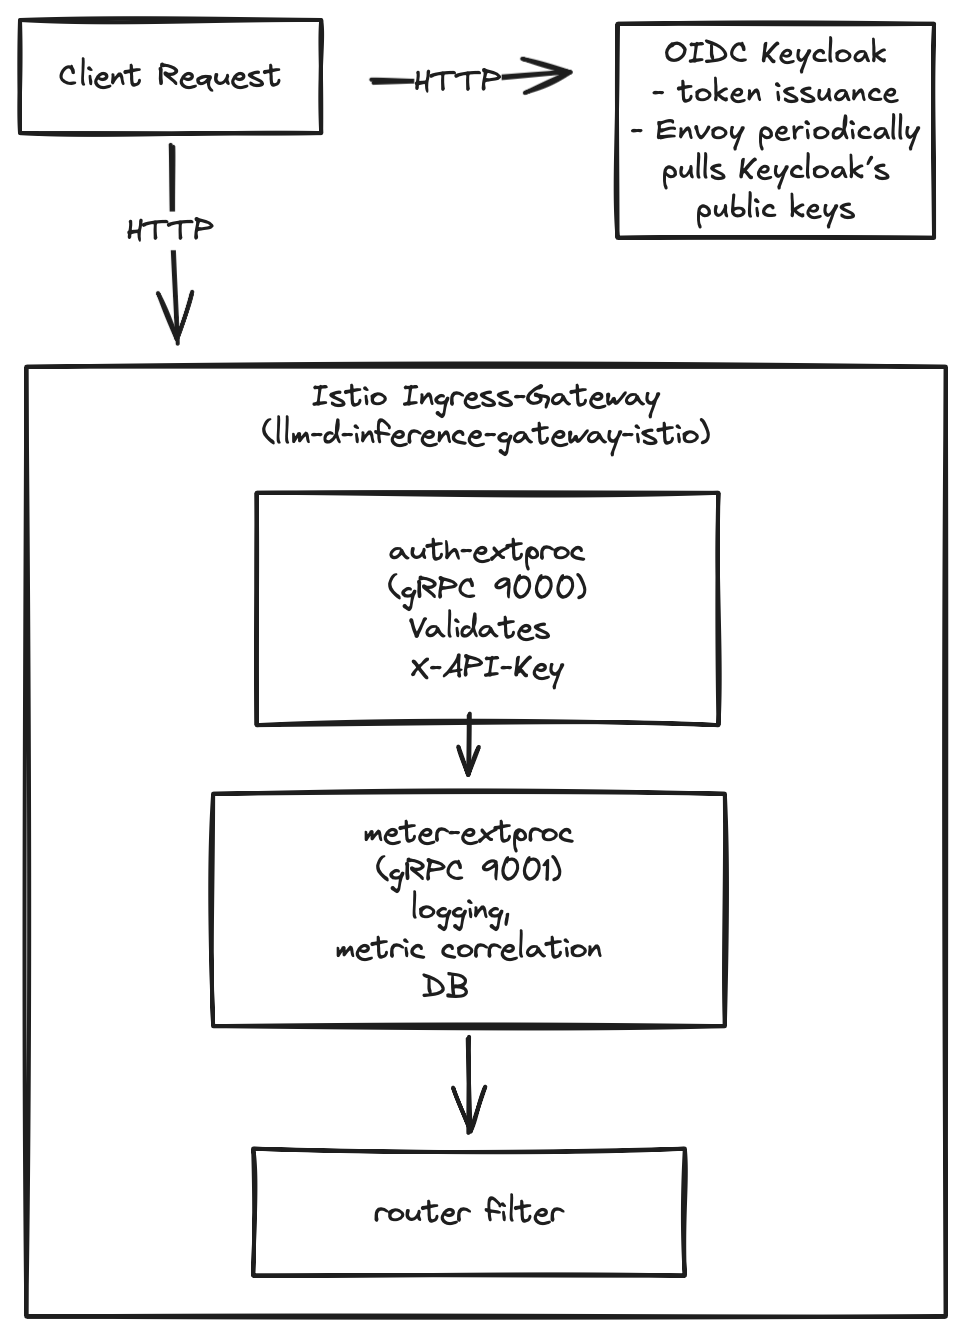 Client Request
HTTP
OIDC Keycloak
- token issuance
- Envoy periodically
pulls Keycloak's
public keys
HTTP
Istio Ingress-Gateway
(llm-d-inference-gateway-istio)
auth-extproc
(gRPC 9000)
Validates
X-API-Key
meter-extproc
(gRPC 9001)
logging,
metric correlation
DB
router filter